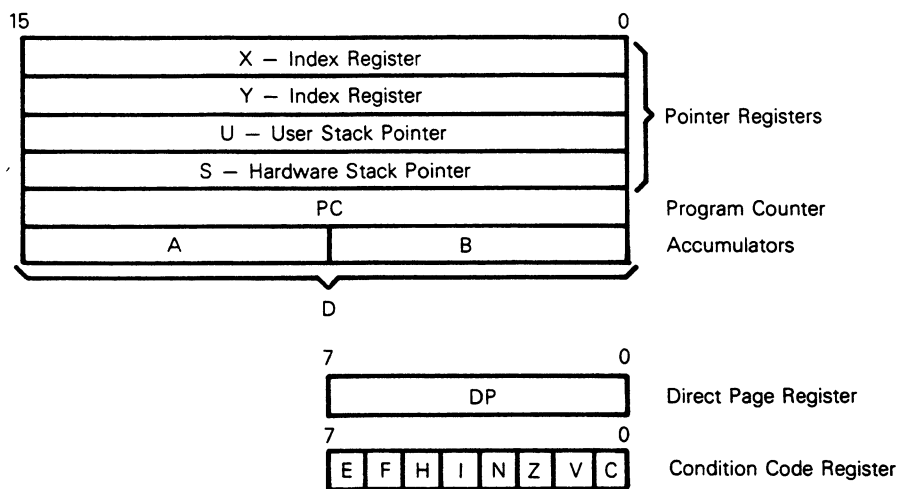 15 0
X – Index Register
Y – Index Register
U – User Stack Pointer
S – Hardware Stack Pointer
Pointer Registers
PC Program Counter
A B Accumulators
D
7 0
DP Direct Page Register
7 0
E F H I N Z V C Condition Code Register